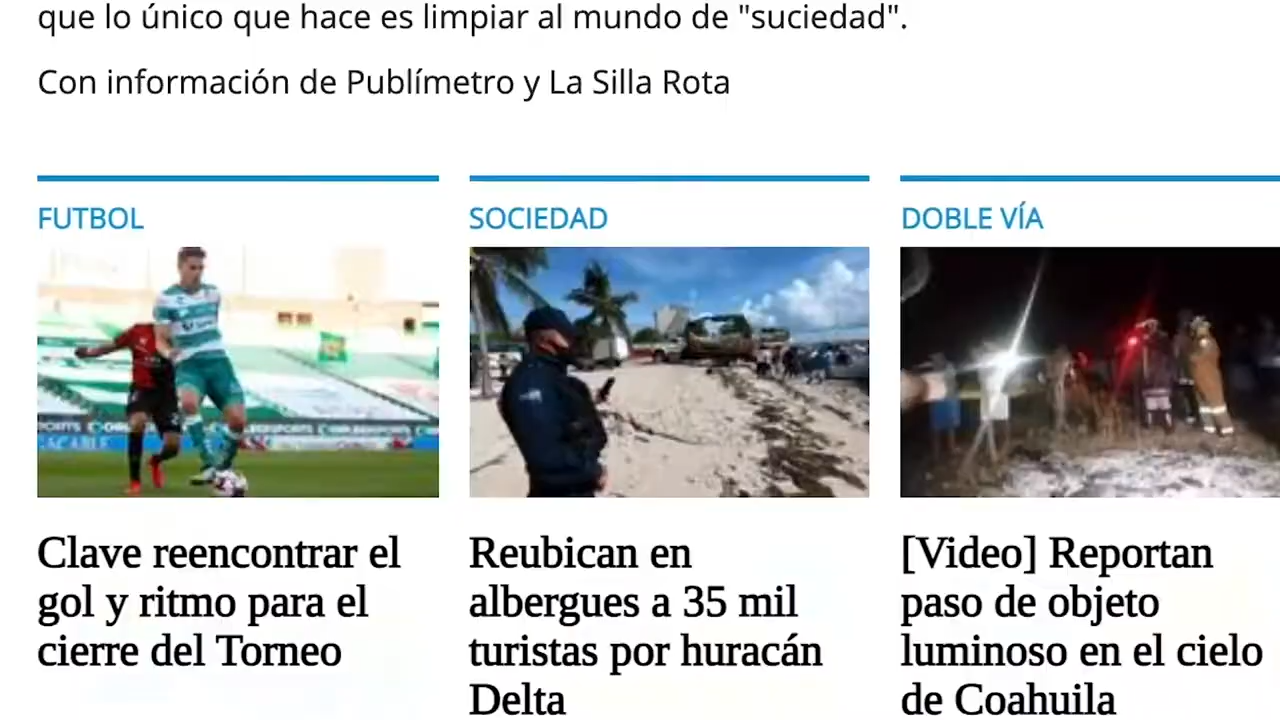 que lo único que hace es limpiar al mundo de "suciedad".
Con información de Publímetro y La Silla Rota
FUTBOL
SOCIEDAD
DOBLE VÍA
Clave reencontrar el
gol y ritmo para el
cierre del Torneo
Reubican en
albergues a 35 mil
turistas por huracán
Delta
[Video] Reportan
paso de objeto
luminoso en el cielo
de Coahuila